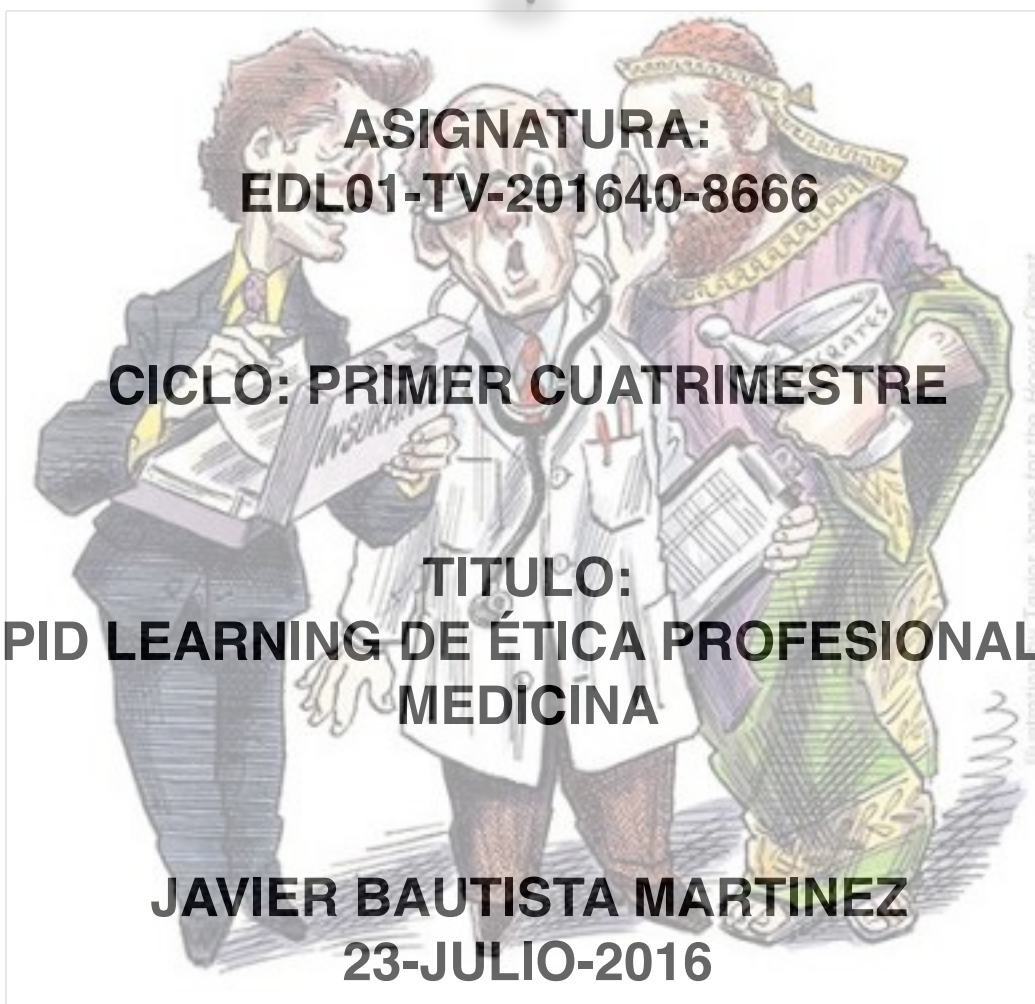 ASIGNATURA:
EDL01-TV-201640-8666
CICLO: PRIMER CUATRIMESTRE
TITULO:
PID LEARNING DE ÉTICA PROFESIONAL
MEDICINA
JAVIER BAUTISTA MARTINEZ
23-JULIO-2016